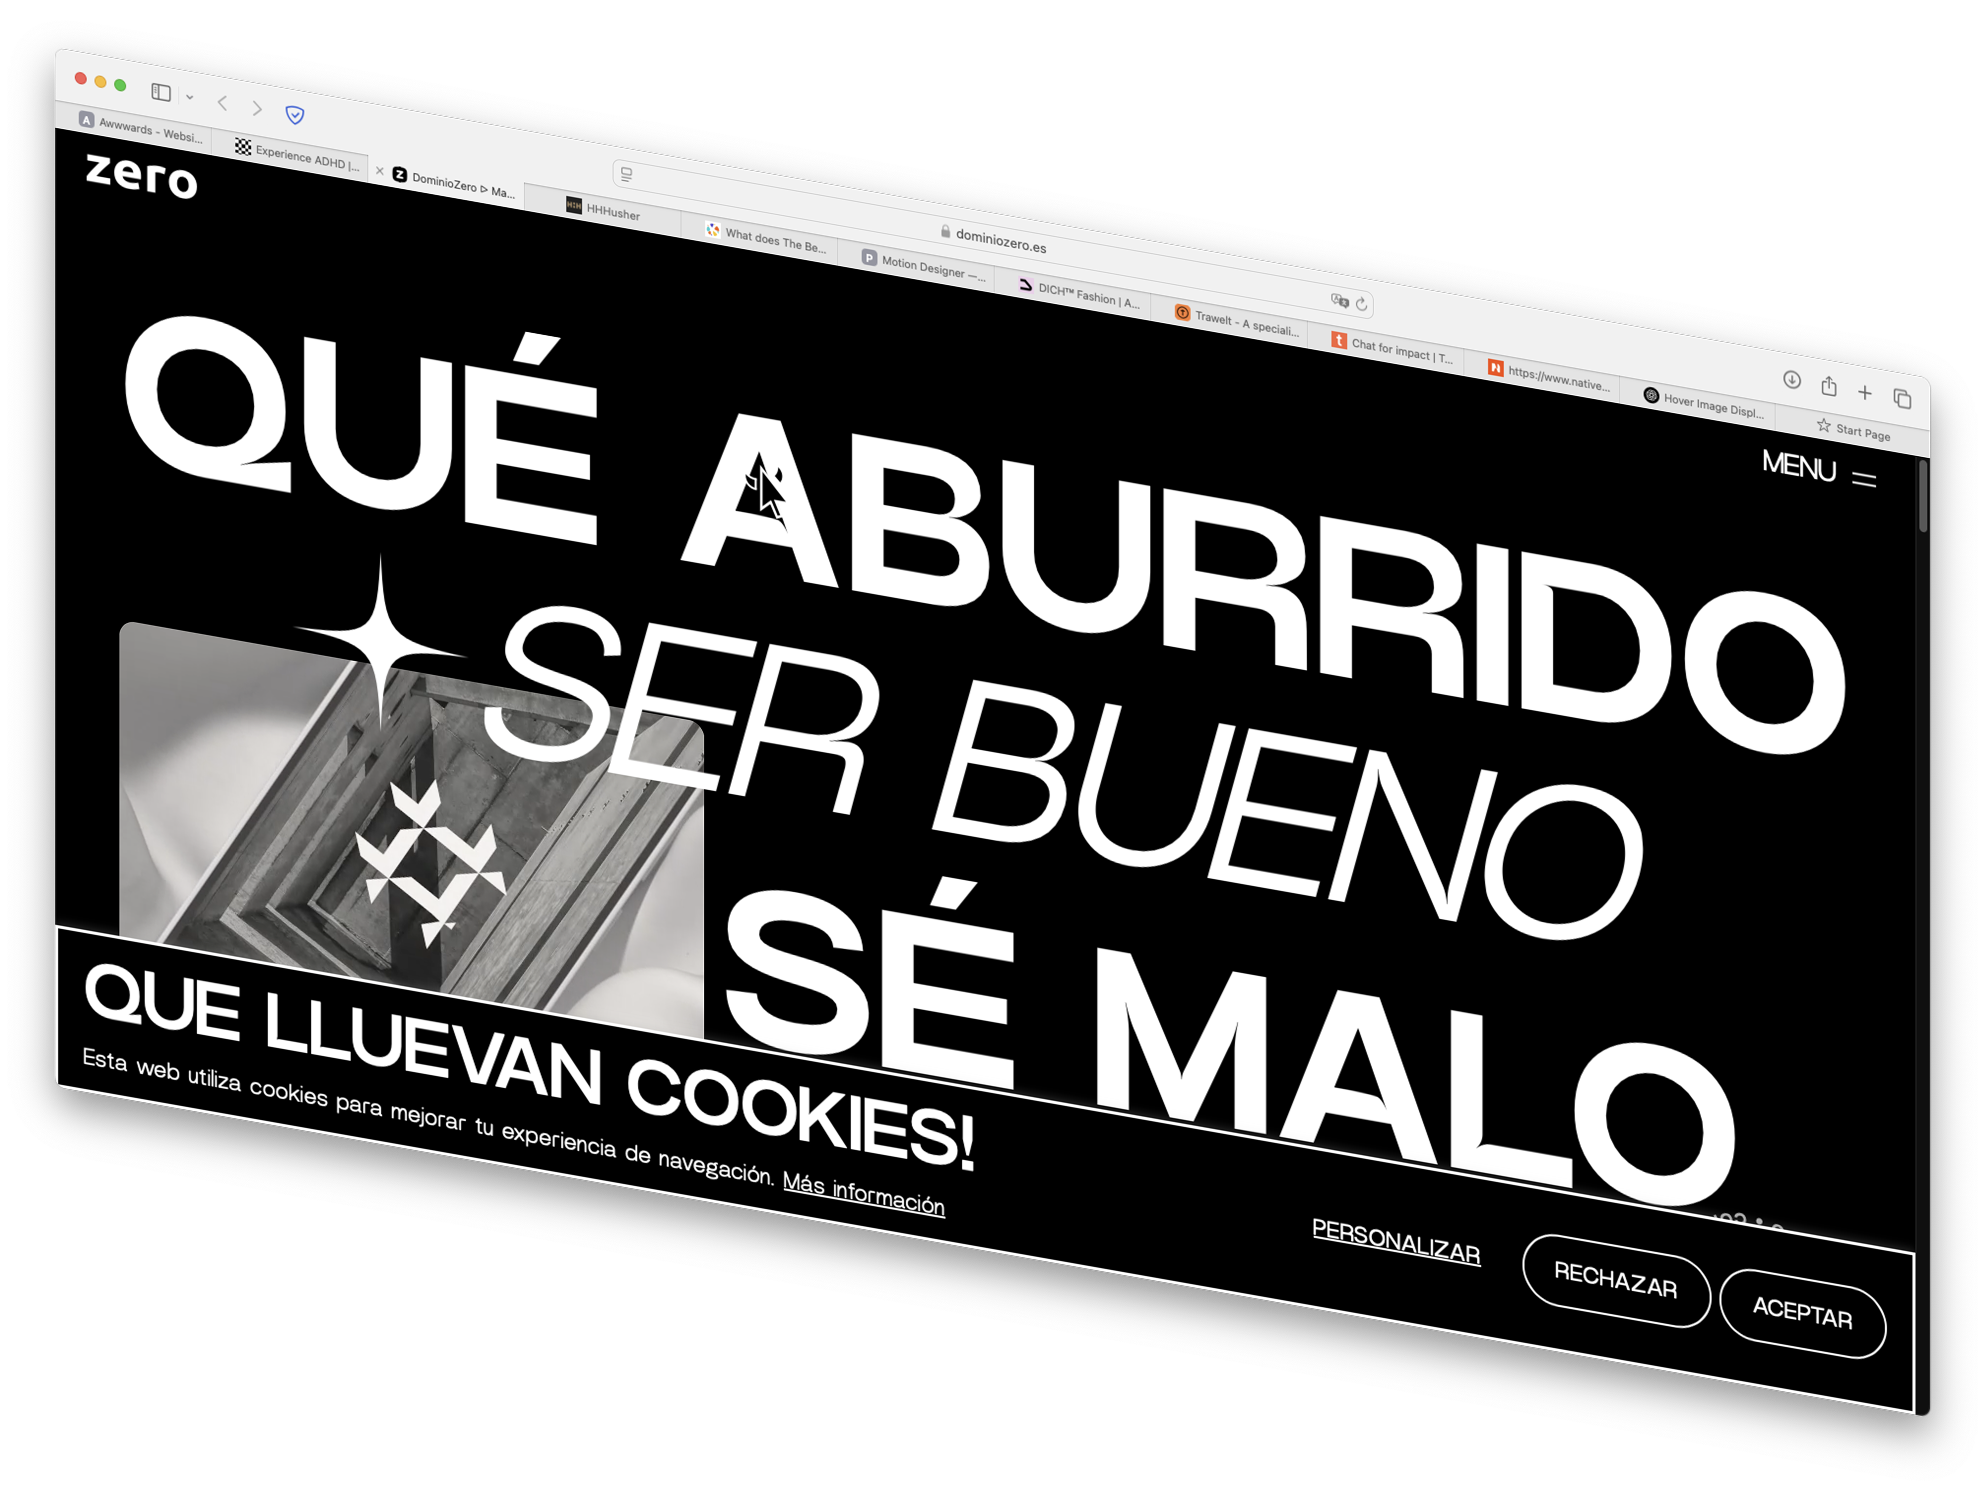 Awwwards - Websi...
Experience ADHD |...
DominioZero ▷ Ma...
HHHusher
What does The Be...
Motion Designer —...
DICH™ Fashion | A...
Trawelt - A speciali...
Chat for impact | T...
https://www.native...
Hover Image Displ...
Start Page
dominiozero.es
zero
MENU
QUÉ ABURRIDO
SER BUENO
SÉ MALO
QUE LLUEVAN COOKIES!
Esta web utiliza cookies para mejorar tu experiencia de navegación. Más información
PERSONALIZAR
RECHAZAR
ACEPTAR